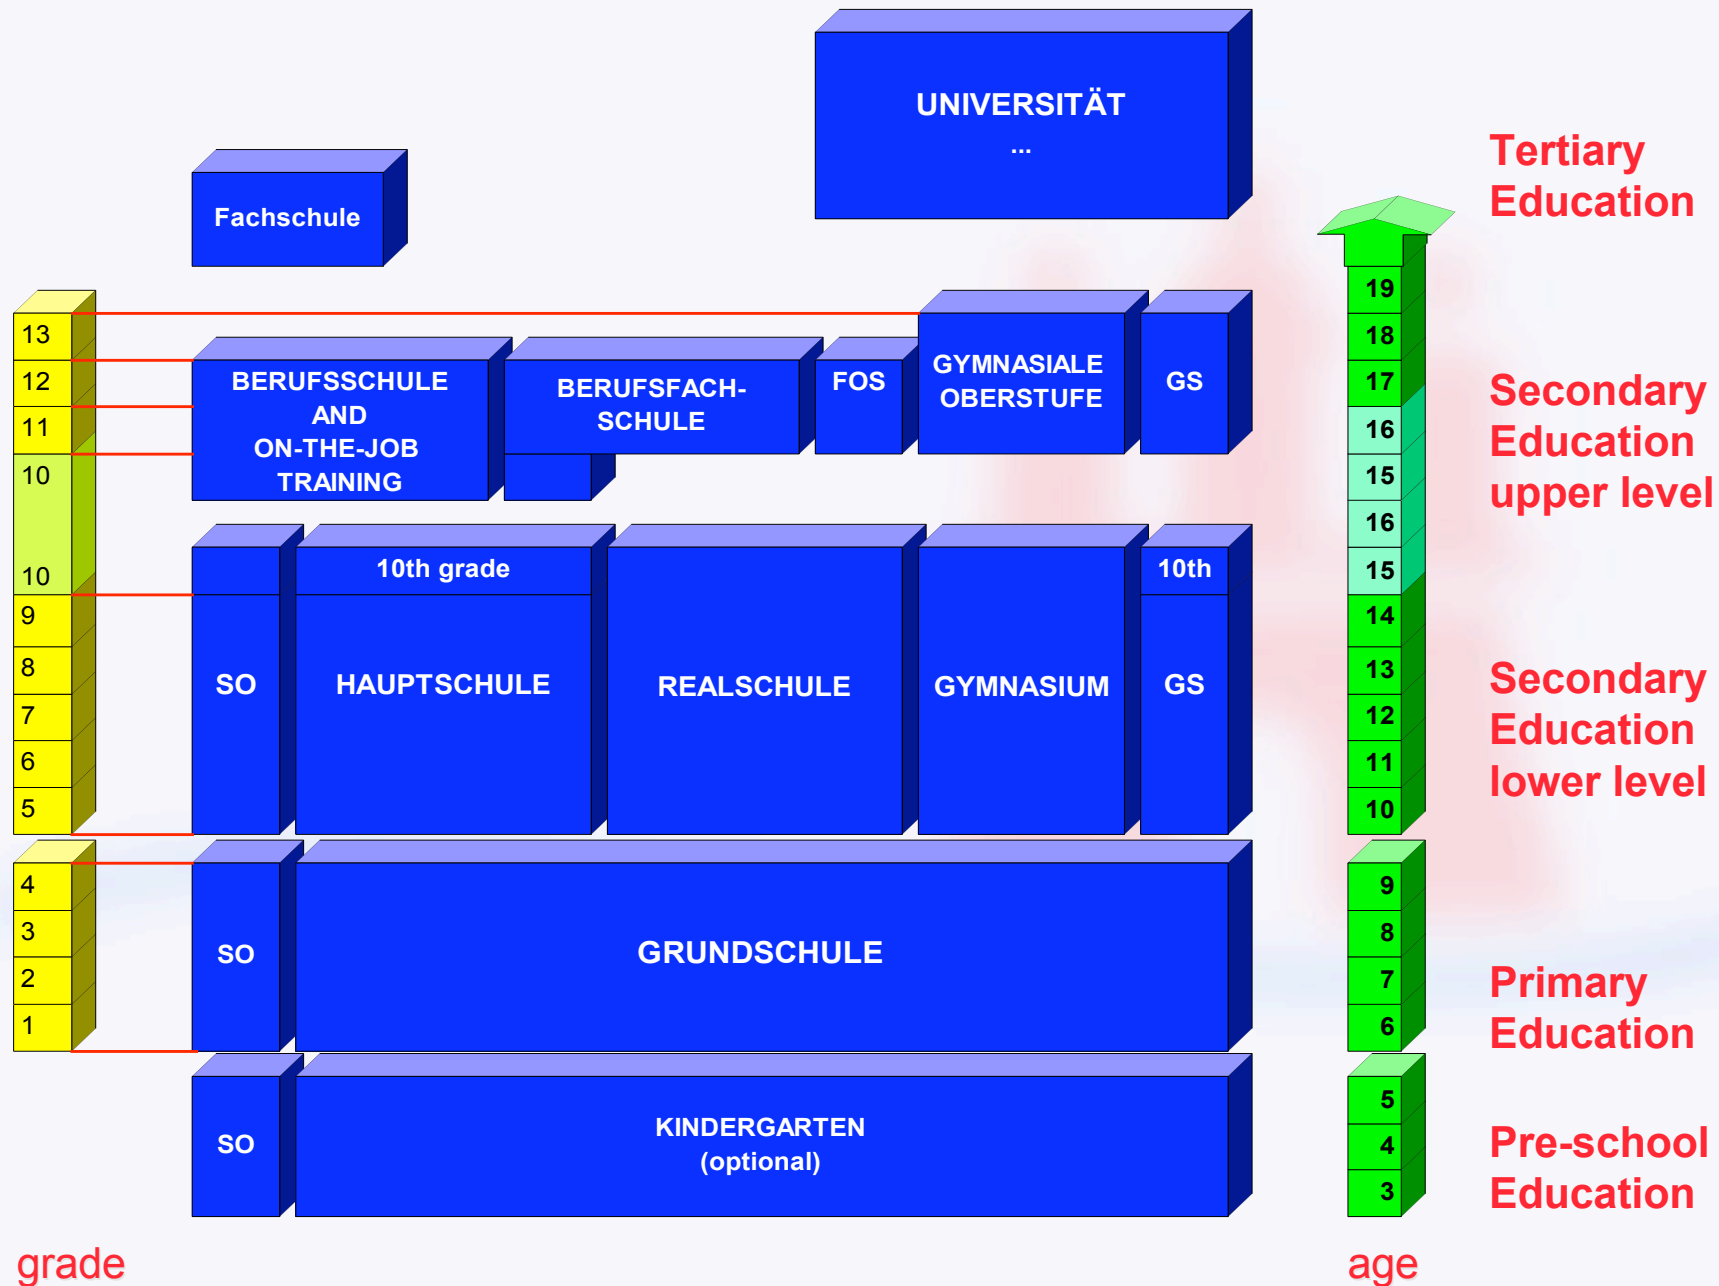 UNIVERSITÄT
...
Tertiary
Education
Fachschule
13
12
11
10
10
9
8
7
6
5
4
3
2
1
grade
BERUFSSCHULE
AND
ON-THE-JOB
TRAINING
BERUFSFACH-
SCHULE
FOS
GYMNASIALE
OBERSTUFE
GS
Secondary
Education
upper level
10th grade
10th
SO
HAUPTSCHULE
REALSCHULE
GYMNASIUM
GS
Secondary
Education
lower level
SO
GRUNDSCHULE
Primary
Education
SO
KINDERGARTEN
(optional)
Pre-school
Education
19
18
17
16
15
16
15
14
13
12
11
10
9
8
7
6
5
4
3
age